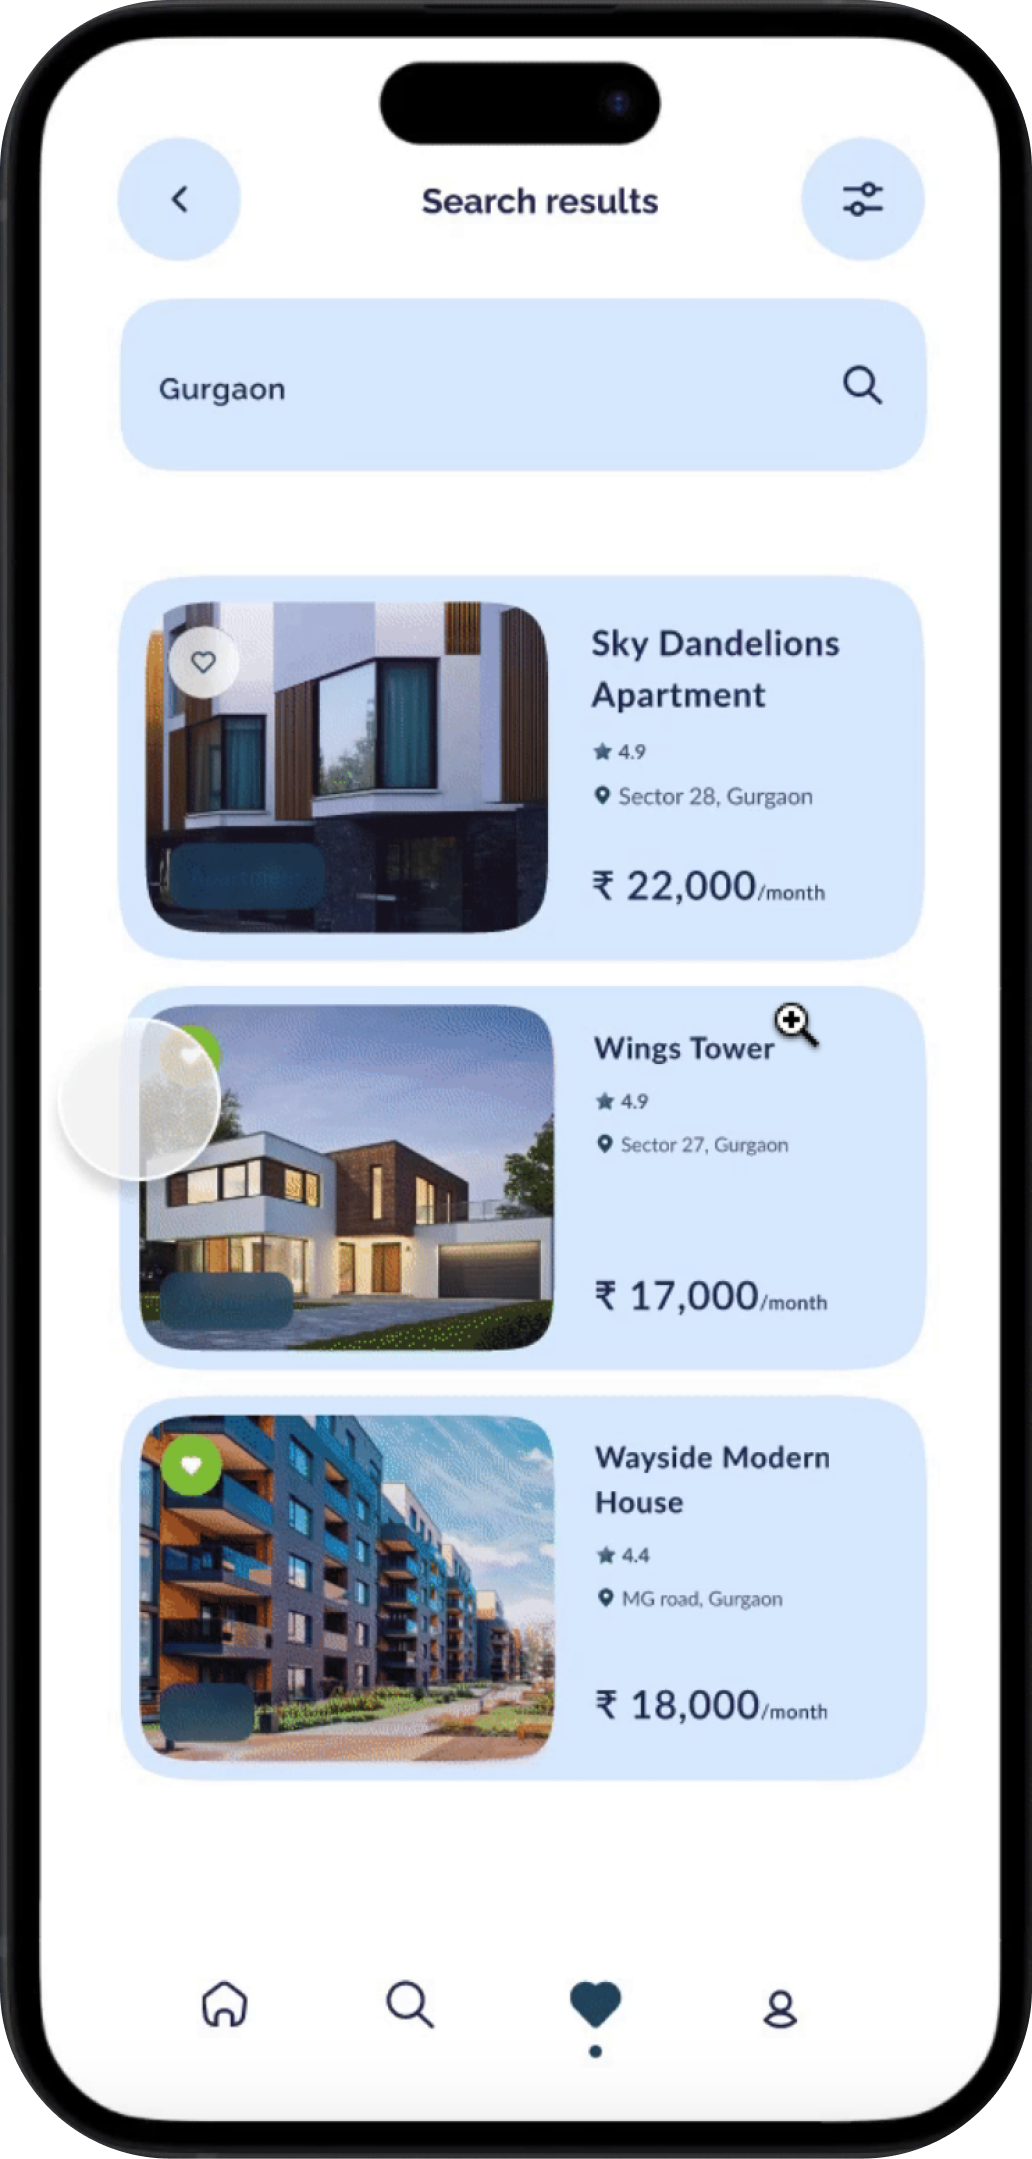 Search results
Gurgaon
Sky Dandelions
Apartment
4.9
Sector 28, Gurgaon
₹ 22,000/month
Wings Tower
4.9
Sector 27, Gurgaon
₹ 17,000/month
Wayside Modern
House
4.4
MG road, Gurgaon
₹ 18,000/month